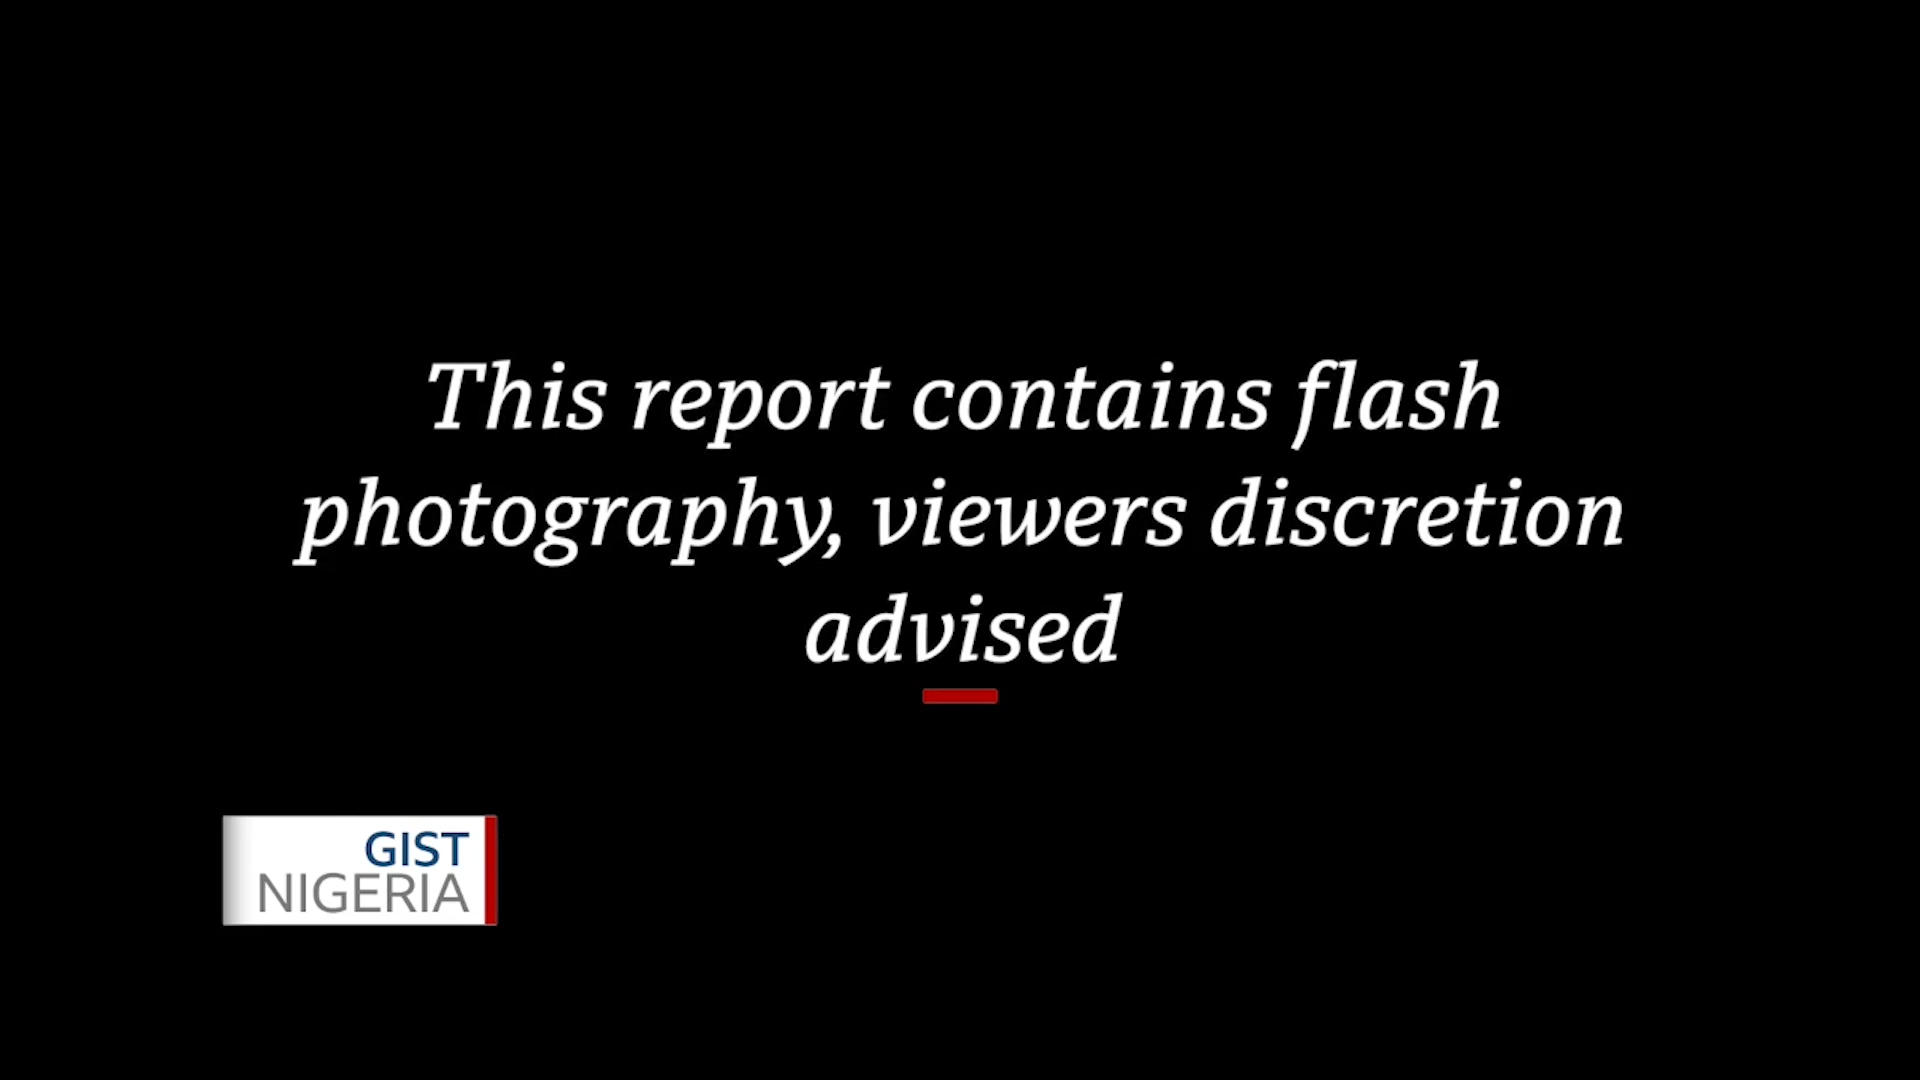 This report contains flash
photography, viewers discretion
advised
GIST
NIGERIA